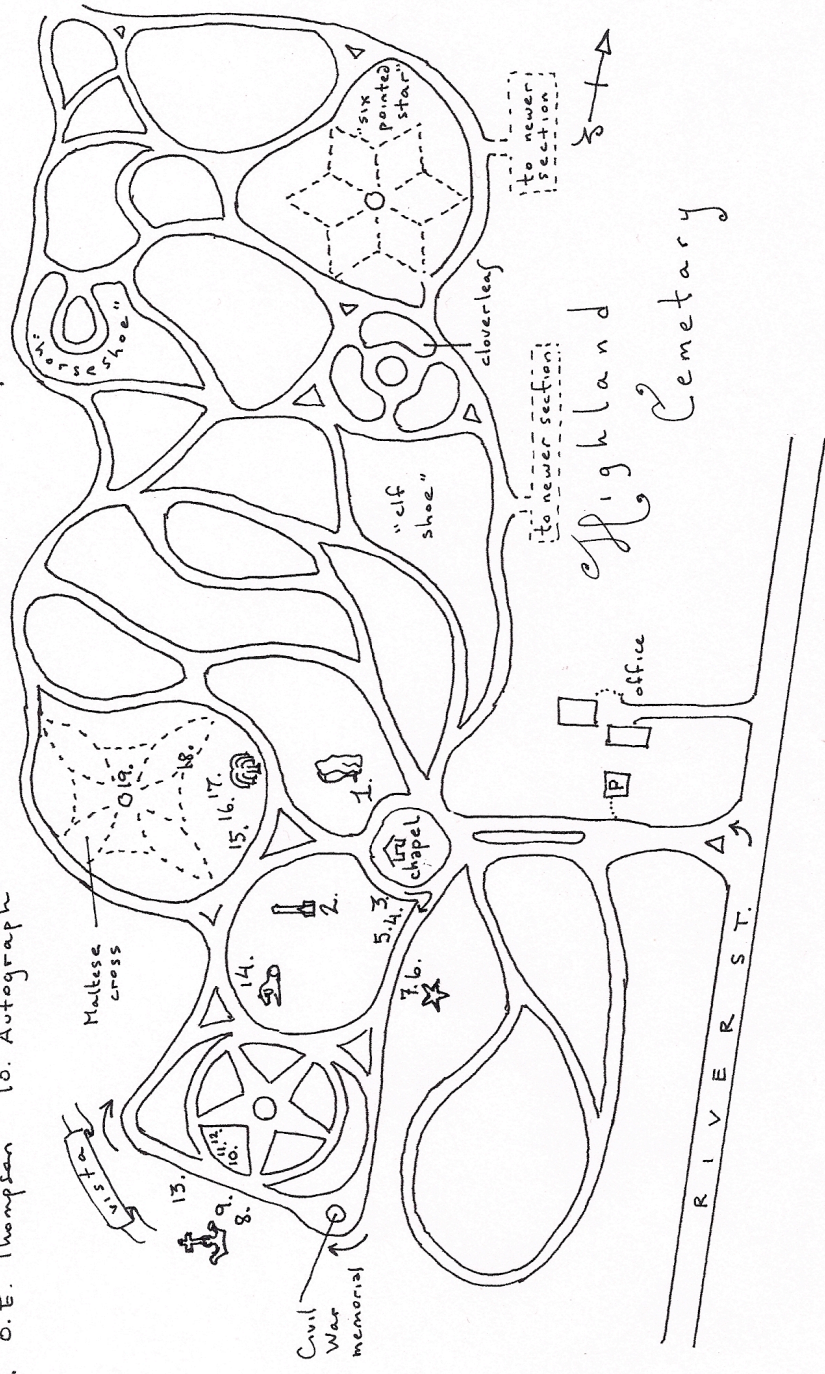 O.E. Thompson 10. Autograph
vista
Maltese
cross
Civil
War
memorial
13.
9.
8.
11. 12.
10.
14.
2.
3.
4.
5.
7. 6.
chapel
1.
15. 16. 17. 18.
19.
"horseshoe"
"elf
shoe"
cloverleaf
"six
pointed
star"
to newer section
to newer
section
P
office
Highland
Cemetary
RIVER ST.